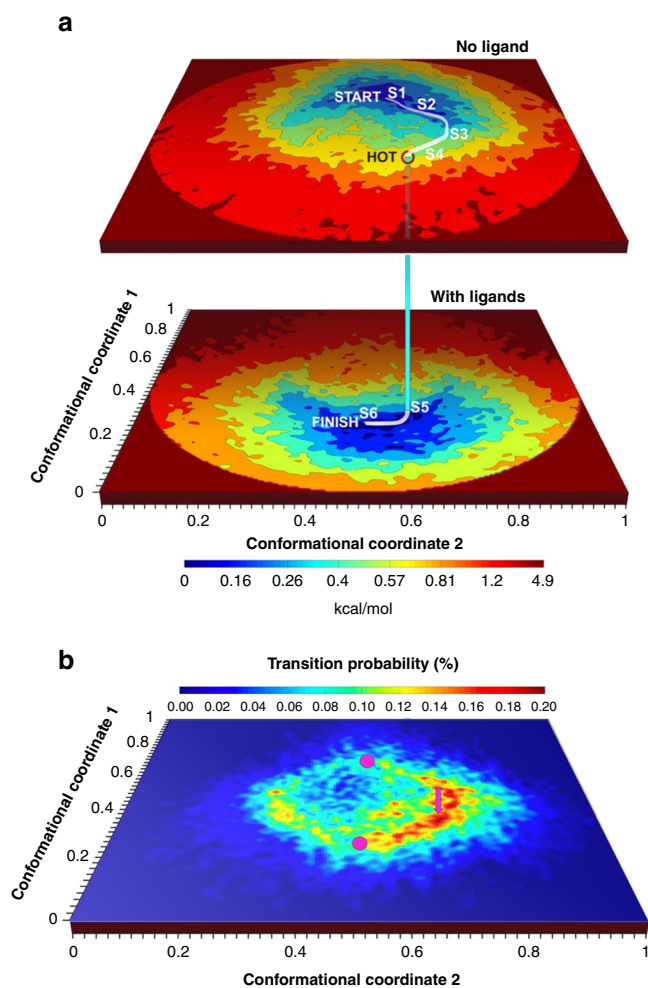 a
No ligand
START S1
S2
S3
S4
HOT
With ligands
Conformational coordinate 1
1
0.8
0.6
0.4
0.2
0
S6 S5
FINISH
0 0.2 0.4 0.6 0.8 1
Conformational coordinate 2
0 0.16 0.26 0.4 0.57 0.81 1.2 4.9
kcal/mol
b
Transition probability (%)
0.00 0.02 0.04 0.06 0.08 0.10 0.12 0.14 0.16 0.18 0.20
Conformational coordinate 1
1
0.8
0.6
0.4
0.2
0
0 0.2 0.4 0.6 0.8 1
Conformational coordinate 2